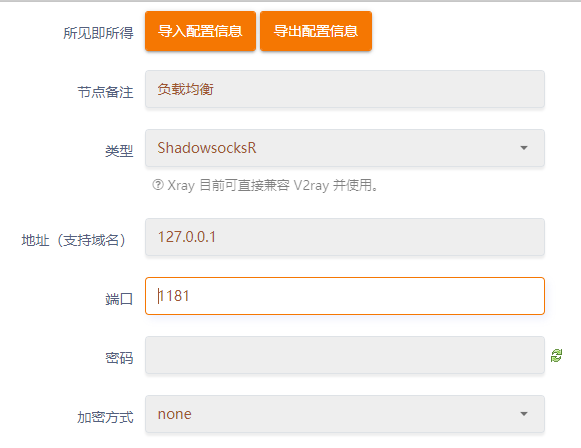 所见即所得 导入配置信息 导出配置信息
节点备注 负载均衡
类型 ShadowsocksR
Xray 目前可直接兼容 V2ray 并使用。
地址（支持域名） 127.0.0.1
端口 1181
密码
加密方式 none